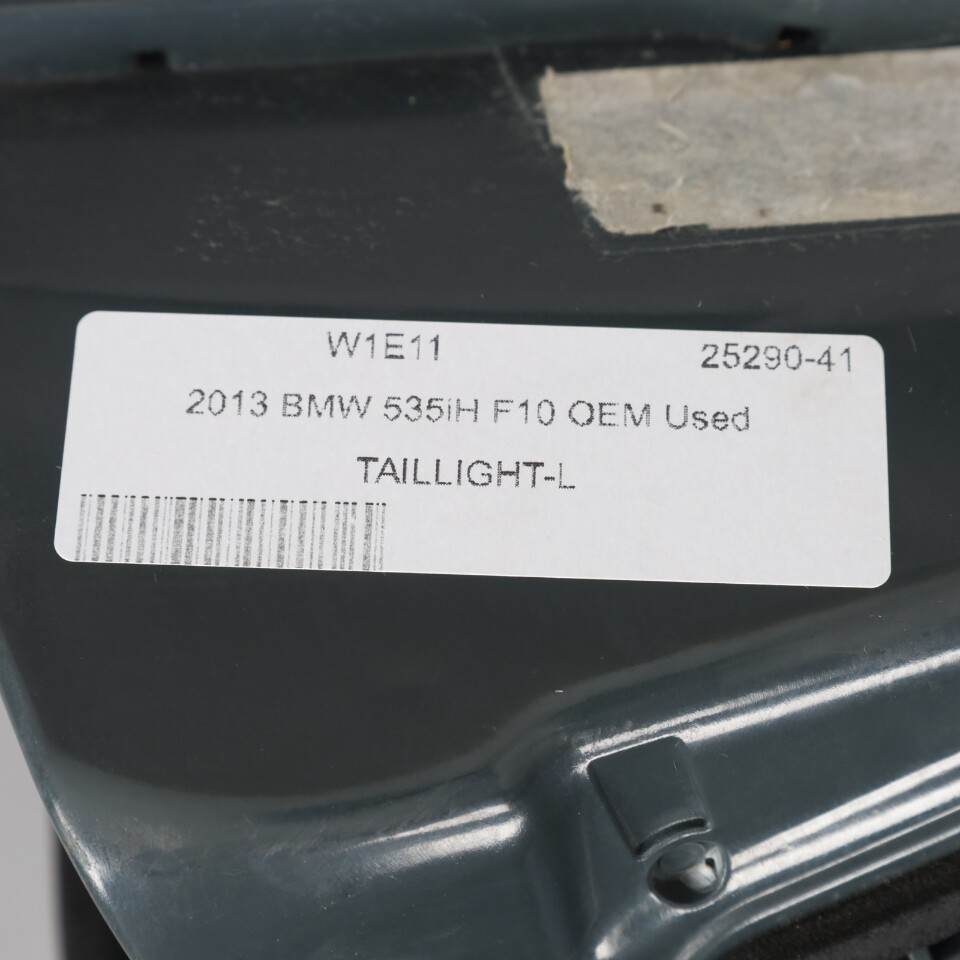 W1E11 25290-41
2013 BMW 535iH F10 OEM Used
TAILLIGHT-L